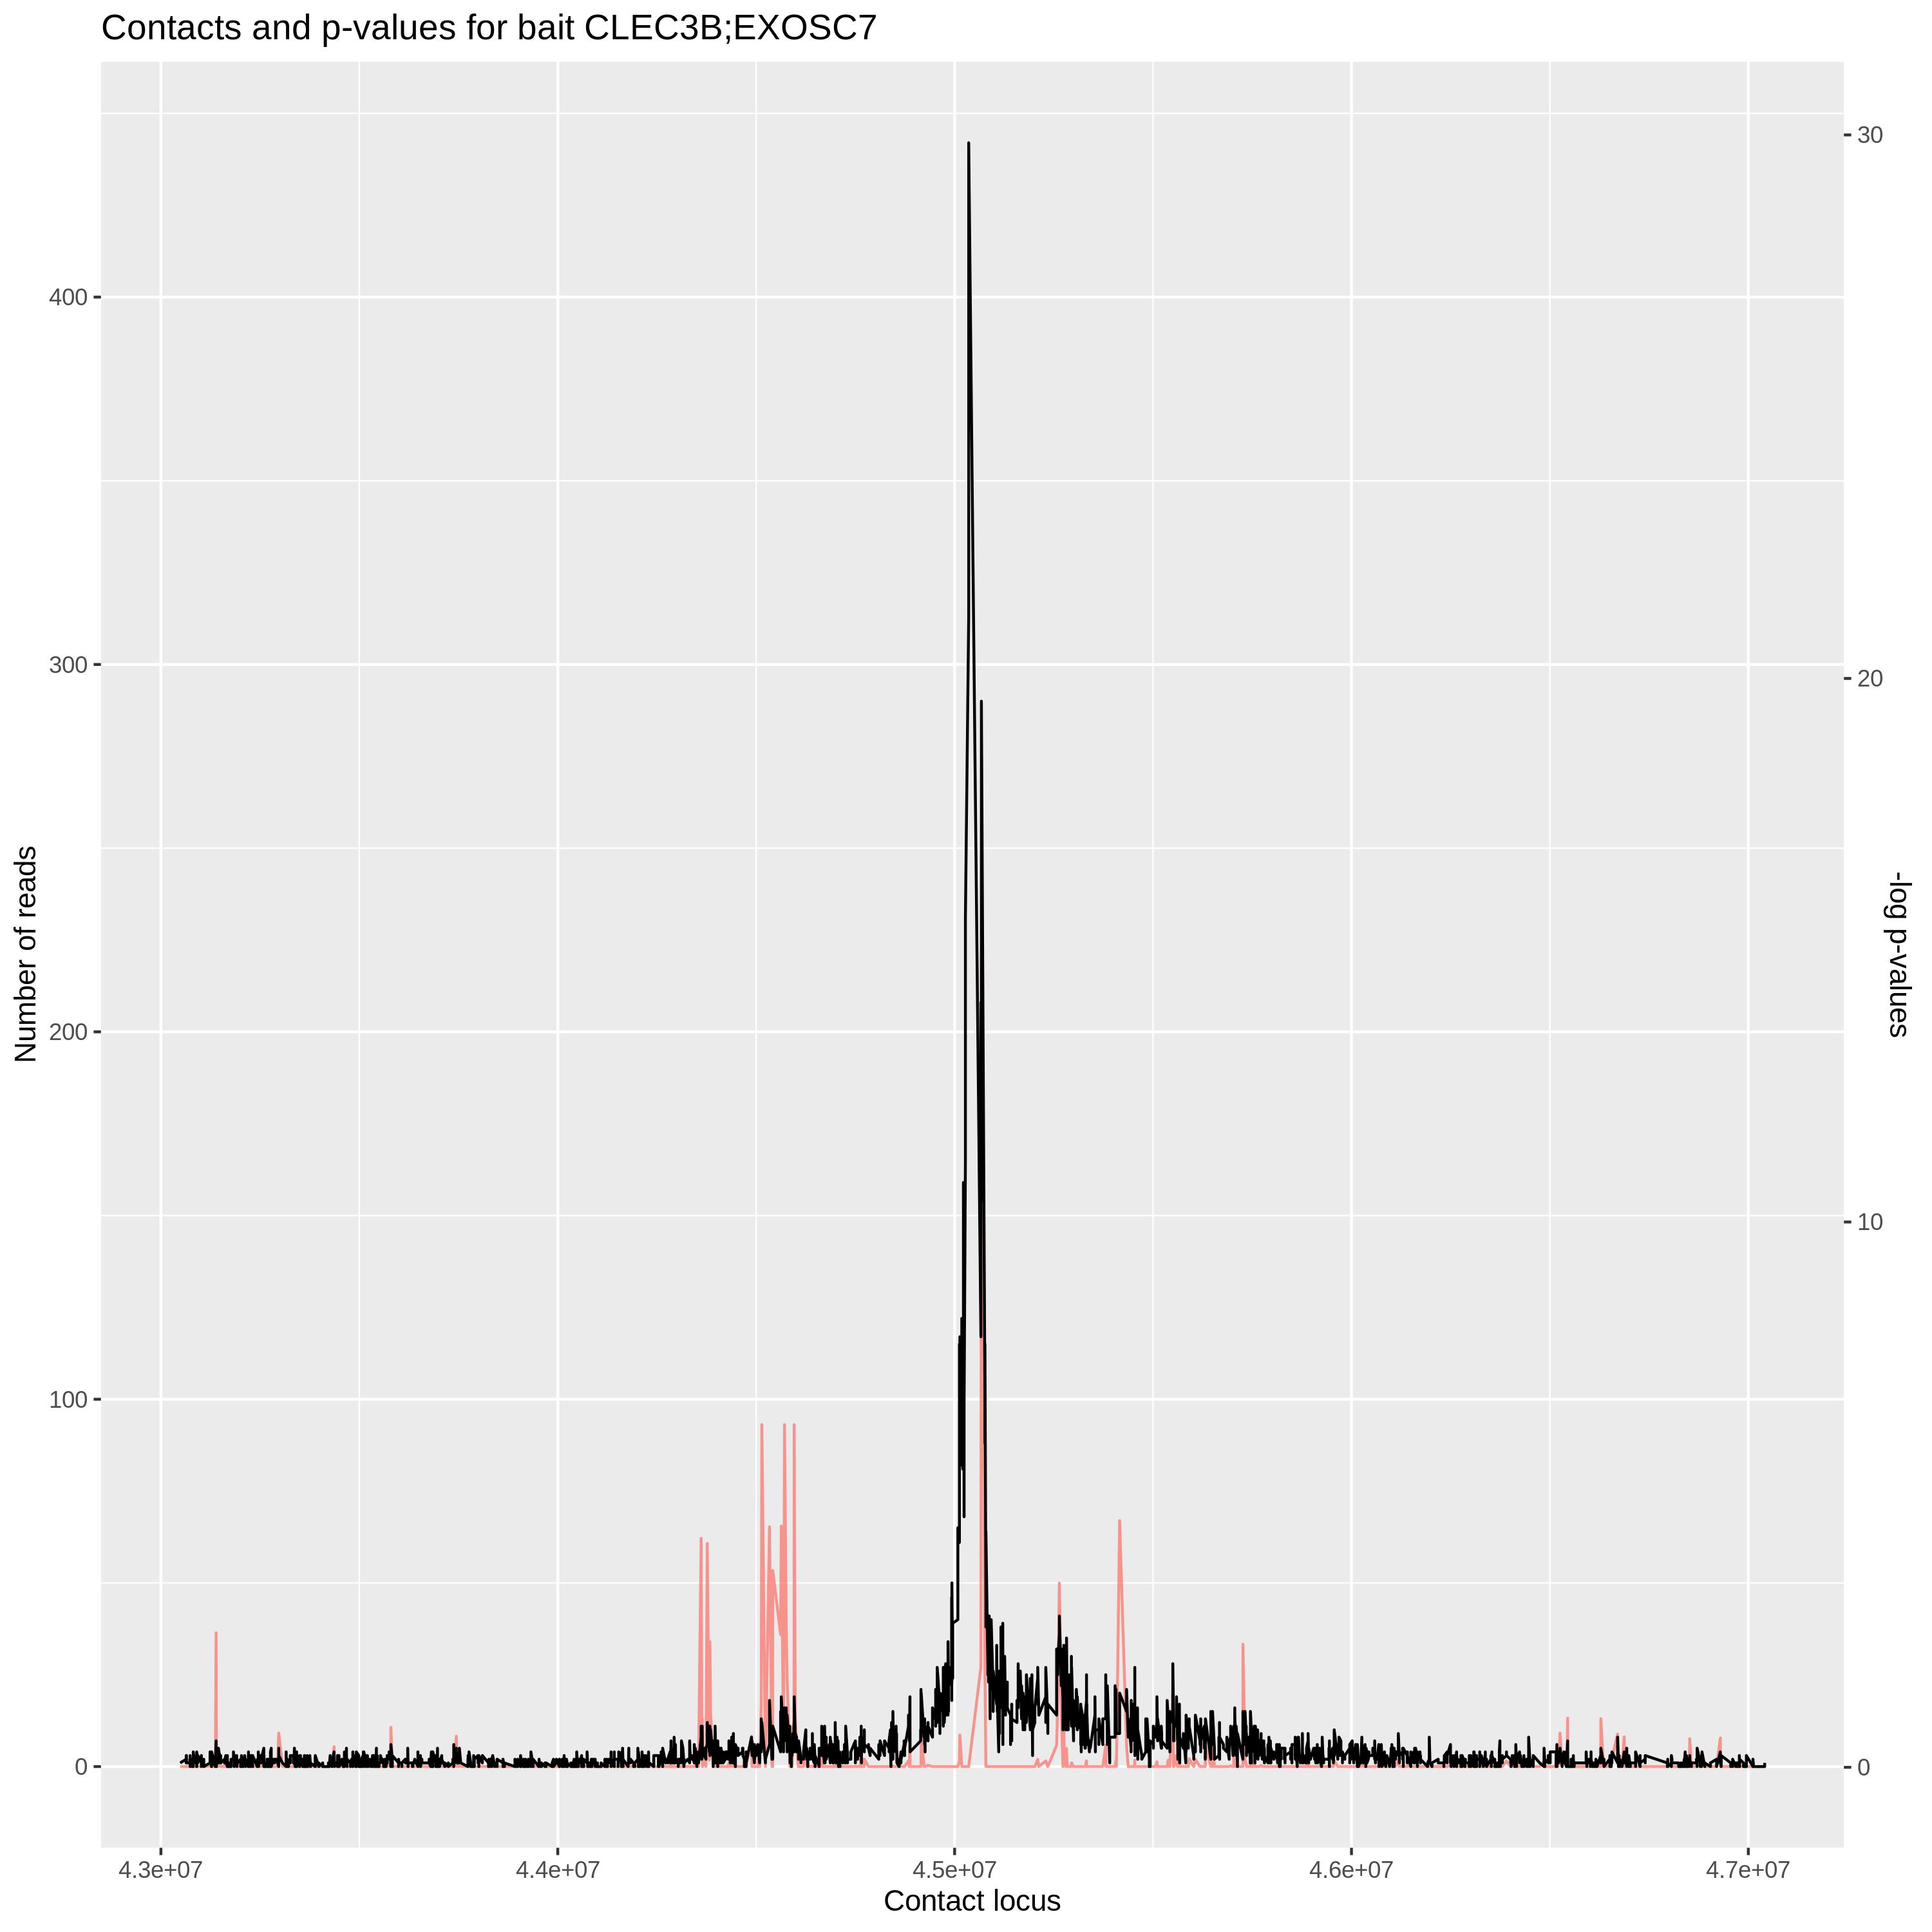 Contacts and p-values for bait CLEC3B;EXOSC7
Number of reads
400
300
200
100
0
30
20
10
0
-log p-values
4.3e+07 4.4e+07 4.5e+07 4.6e+07 4.7e+07
Contact locus